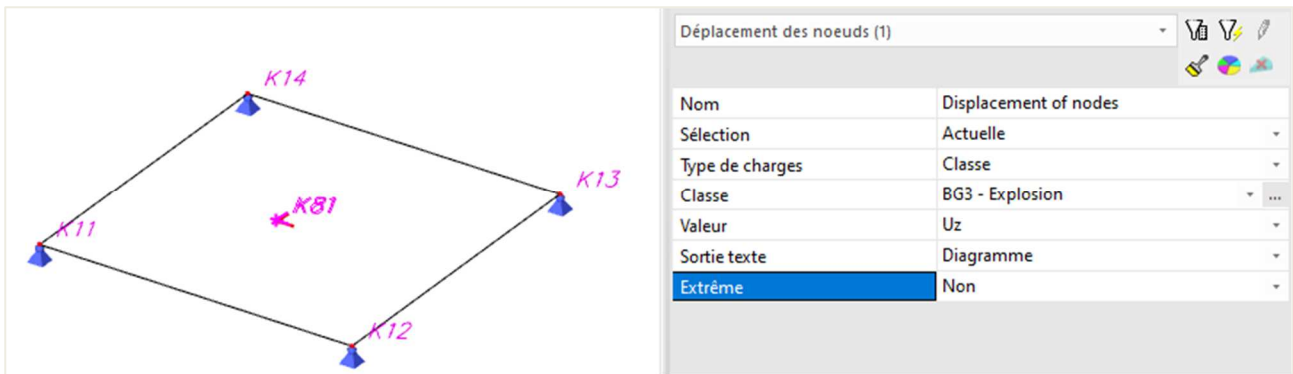 K14
K13
K81
K11
K12
Déplacement des noeuds (1)
Nom Displacement of nodes
Sélection Actuelle
Type de charges Classe
Classe BG3 - Explosion ...
Valeur Uz
Sortie texte Diagramme
Extrême Non